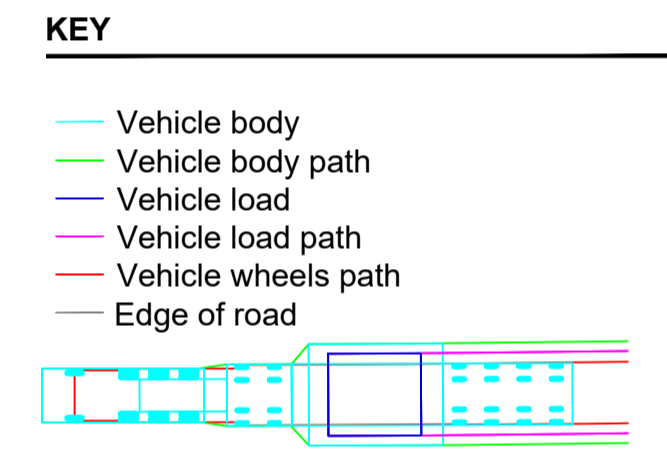 KEY
Vehicle body
Vehicle body path
Vehicle load
Vehicle load path
Vehicle wheels path
Edge of road